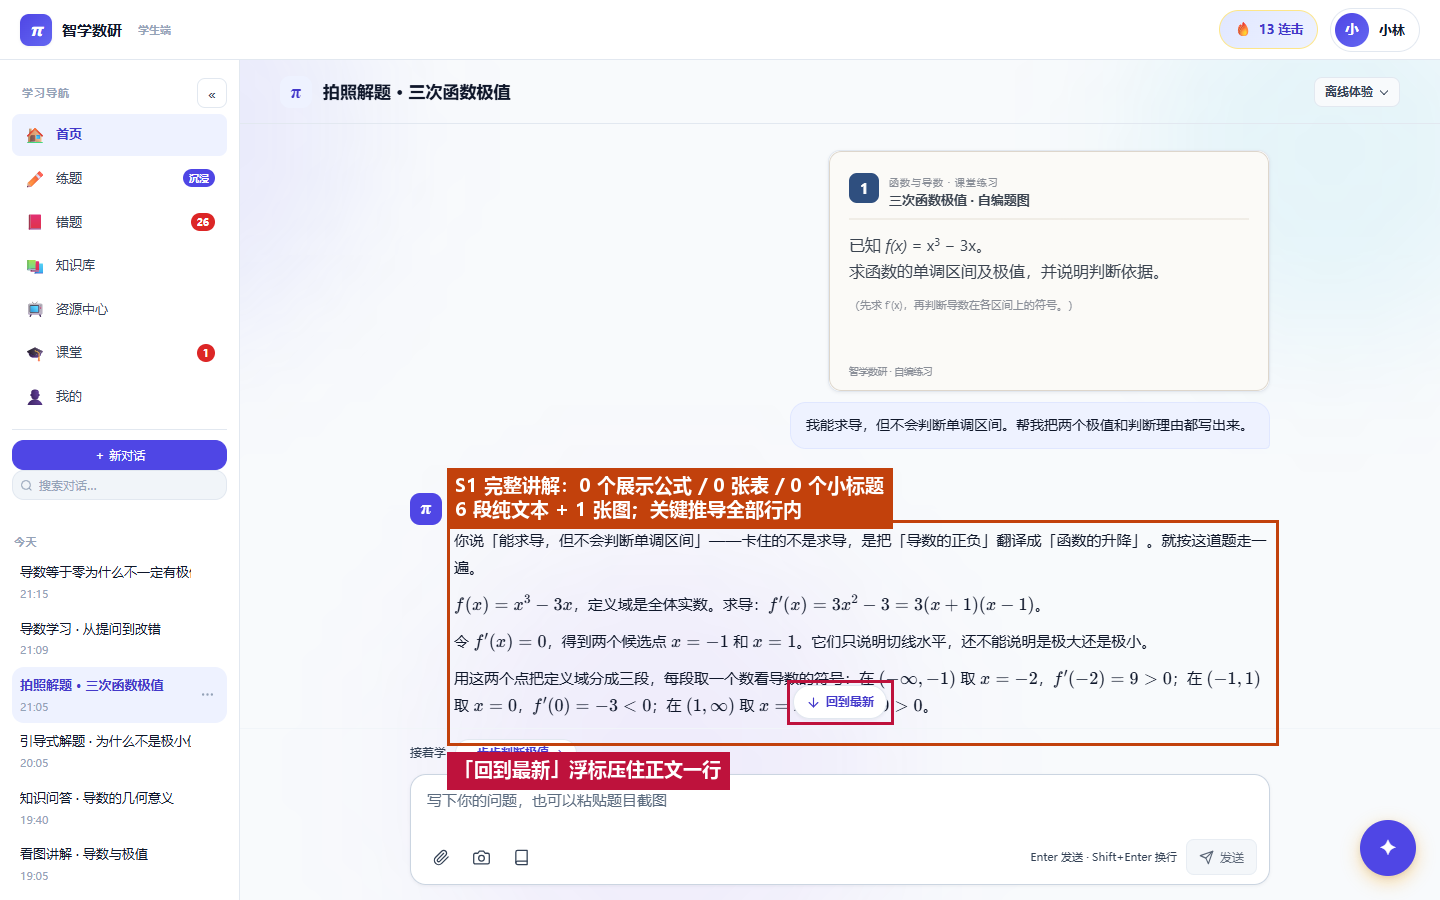 π 智学数研 学生端
13 连击
小 小林
学习导航 «
首页
练题 沉浸
错题 26
知识库
资源中心
课堂 1
我的
+ 新对话
搜索对话...
今天
导数等于零为什么不一定有极
21:15
导数学习 · 从提问到改错
21:09
拍照解题 • 三次函数极值 ...
21:05
引导式解题 · 为什么不是极小
20:05
知识问答 · 导数的几何意义
19:40
看图讲解 · 导数与极值
19:05
π 拍照解题 • 三次函数极值
离线体验
1 函数与导数 · 课堂练习
三次函数极值 · 自编题图
已知 f(x) = x³ − 3x。
求函数的单调区间及极值，并说明判断依据。
（先求 f′(x)，再判断导数在各区间上的符号。）
智学数研 · 自编练习
我能求导，但不会判断单调区间。帮我把两个极值和判断理由都写出来。
π
S1 完整讲解：0 个展示公式 / 0 张表 / 0 个小标题
6 段纯文本 + 1 张图；关键推导全部行内
你说「能求导，但不会判断单调区间」——卡住的不是求导，是把「导数的正负」翻译成「函数的升降」。就按这道题走一
遍。
f(x) = x³ − 3x，定义域是全体实数。求导：f′(x) = 3x² − 3 = 3(x + 1)(x − 1)。
令 f′(x) = 0，得到两个候选点 x = −1 和 x = 1。它们只说明切线水平，还不能说明是极大还是极小。
用这两个点把定义域分成三段，每段取一个数看导数的符号：在 (−∞, −1) 取 x = −2，f′(−2) = 9 > 0；在 (−1, 1)
取 x = 0，f′(0) = −3 < 0；在 (1, ∞) 取 x = > 0。
↓ 回到最新
接着学 一步步判断极值
「回到最新」浮标压住正文一行
写下你的问题，也可以粘贴题目截图
Enter 发送 · Shift+Enter 换行
发送